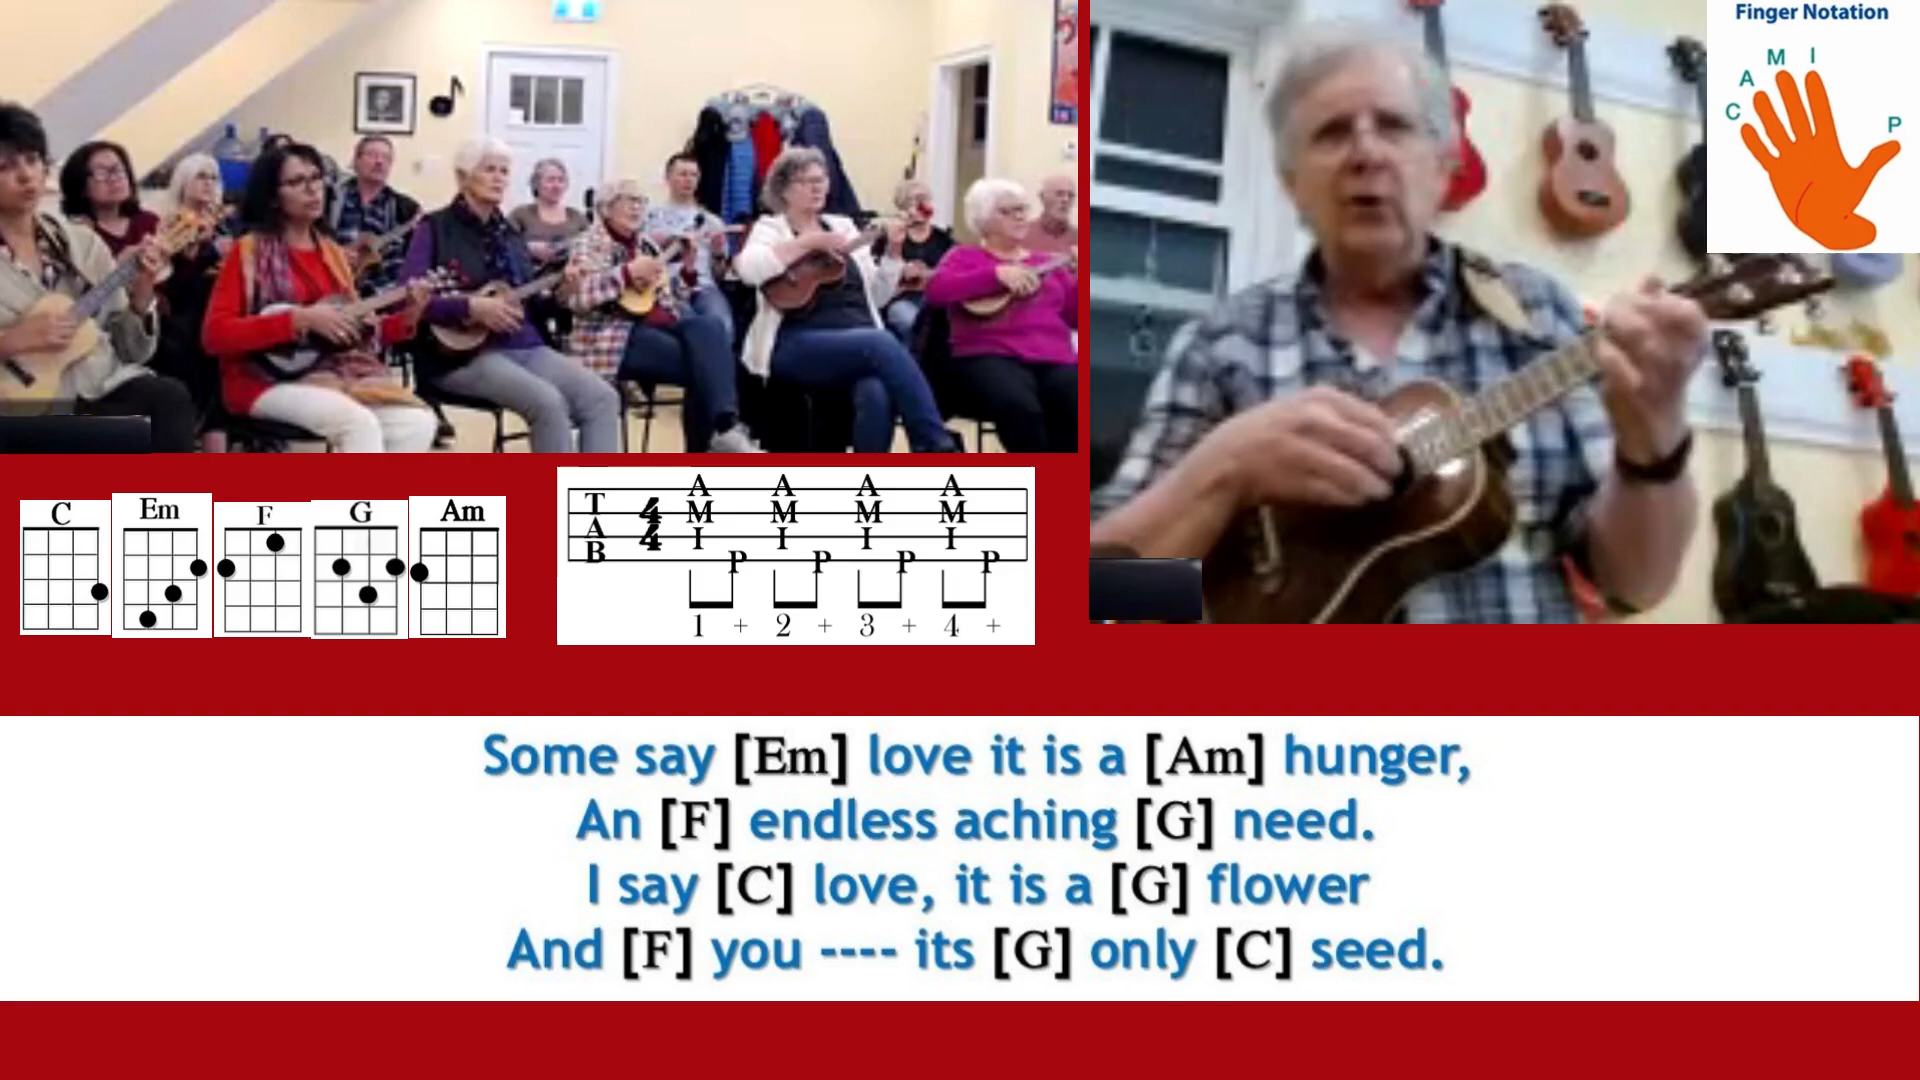 Finger Notation
M I
A
C
P
C Em F G Am
T A B 4 4
A A A A
M M M M
I I I I
P P P P
1 + 2 + 3 + 4 +
Some say [Em] love it is a [Am] hunger,
An [F] endless aching [G] need.
I say [C] love, it is a [G] flower
And [F] you ---- its [G] only [C] seed.